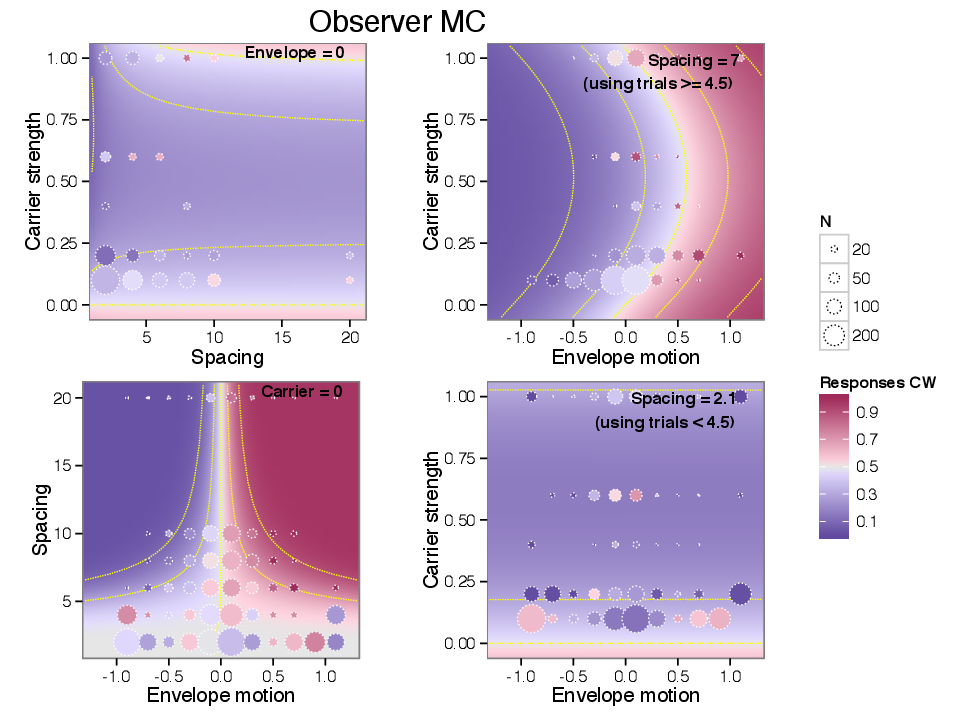 Observer MC
Envelope = 0
1.00
0.75
0.50
0.25
0.00
Carrier strength
5 10 15 20
Spacing
Spacing = 7
(using trials >= 4.5)
1.00
0.75
0.50
0.25
0.00
Carrier strength
-1.0 -0.5 0.0 0.5 1.0
Envelope motion
Carrier = 0
20
15
10
5
Spacing
-1.0 -0.5 0.0 0.5 1.0
Envelope motion
Spacing = 2.1
(using trials < 4.5)
1.00
0.75
0.50
0.25
0.00
Carrier strength
-1.0 -0.5 0.0 0.5 1.0
Envelope motion
N
20
50
100
200
Responses CW
0.9
0.7
0.5
0.3
0.1